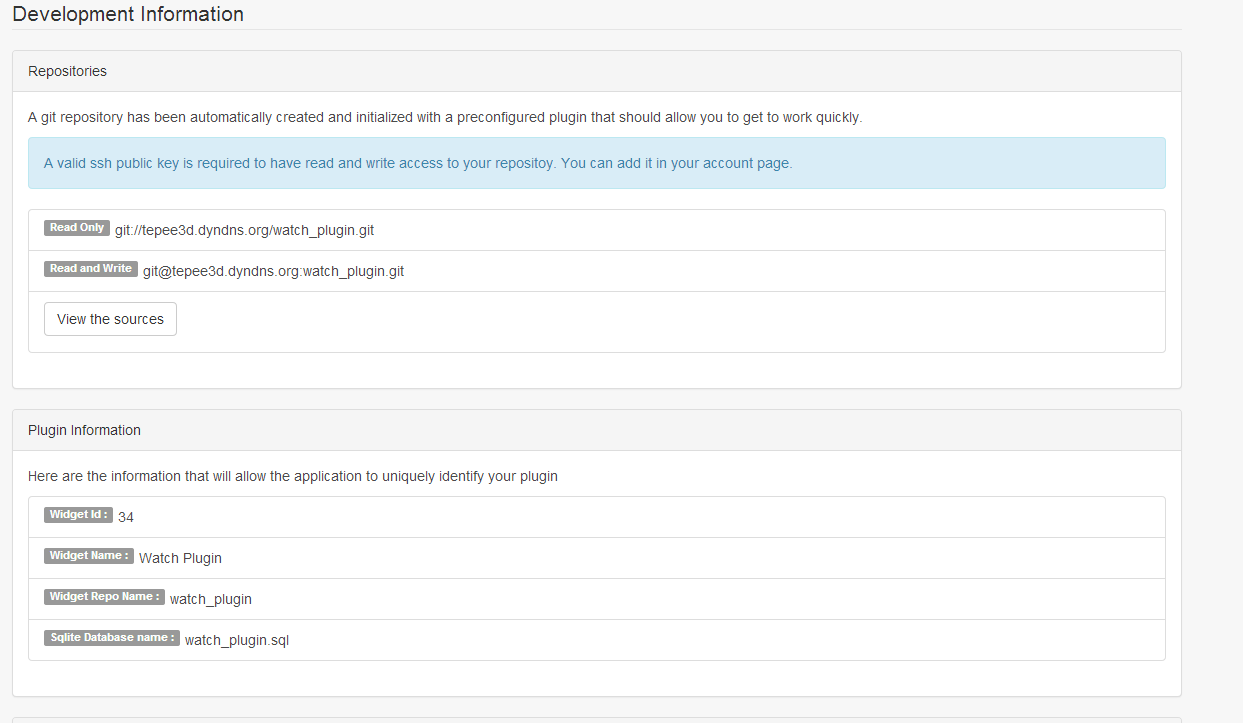 Development Information
Repositories
A git repository has been automatically created and initialized with a preconfigured plugin that should allow you to get to work quickly.
A valid ssh public key is required to have read and write access to your repositoy. You can add it in your account page.
Read Only git://tepee3d.dyndns.org/watch_plugin.git
Read and Write git@tepee3d.dyndns.org:watch_plugin.git
View the sources
Plugin Information
Here are the information that will allow the application to uniquely identify your plugin
Widget Id : 34
Widget Name : Watch Plugin
Widget Repo Name : watch_plugin
Sqlite Database name : watch_plugin.sql